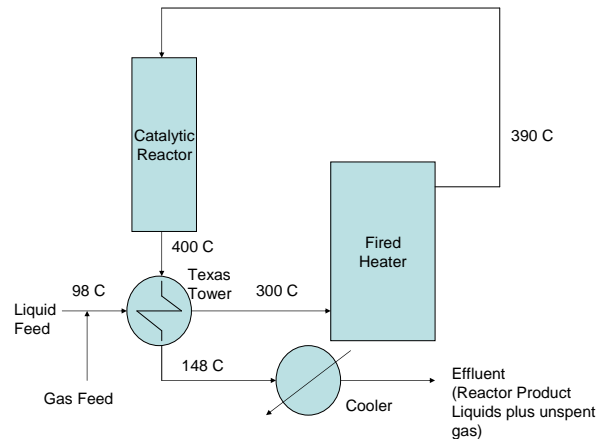 Catalytic
Reactor
390 C
400 C
Fired
Heater
Texas
Tower
98 C
300 C
Liquid
Feed
148 C
Gas Feed
Cooler
Effluent
(Reactor Product
Liquids plus unspent
gas)